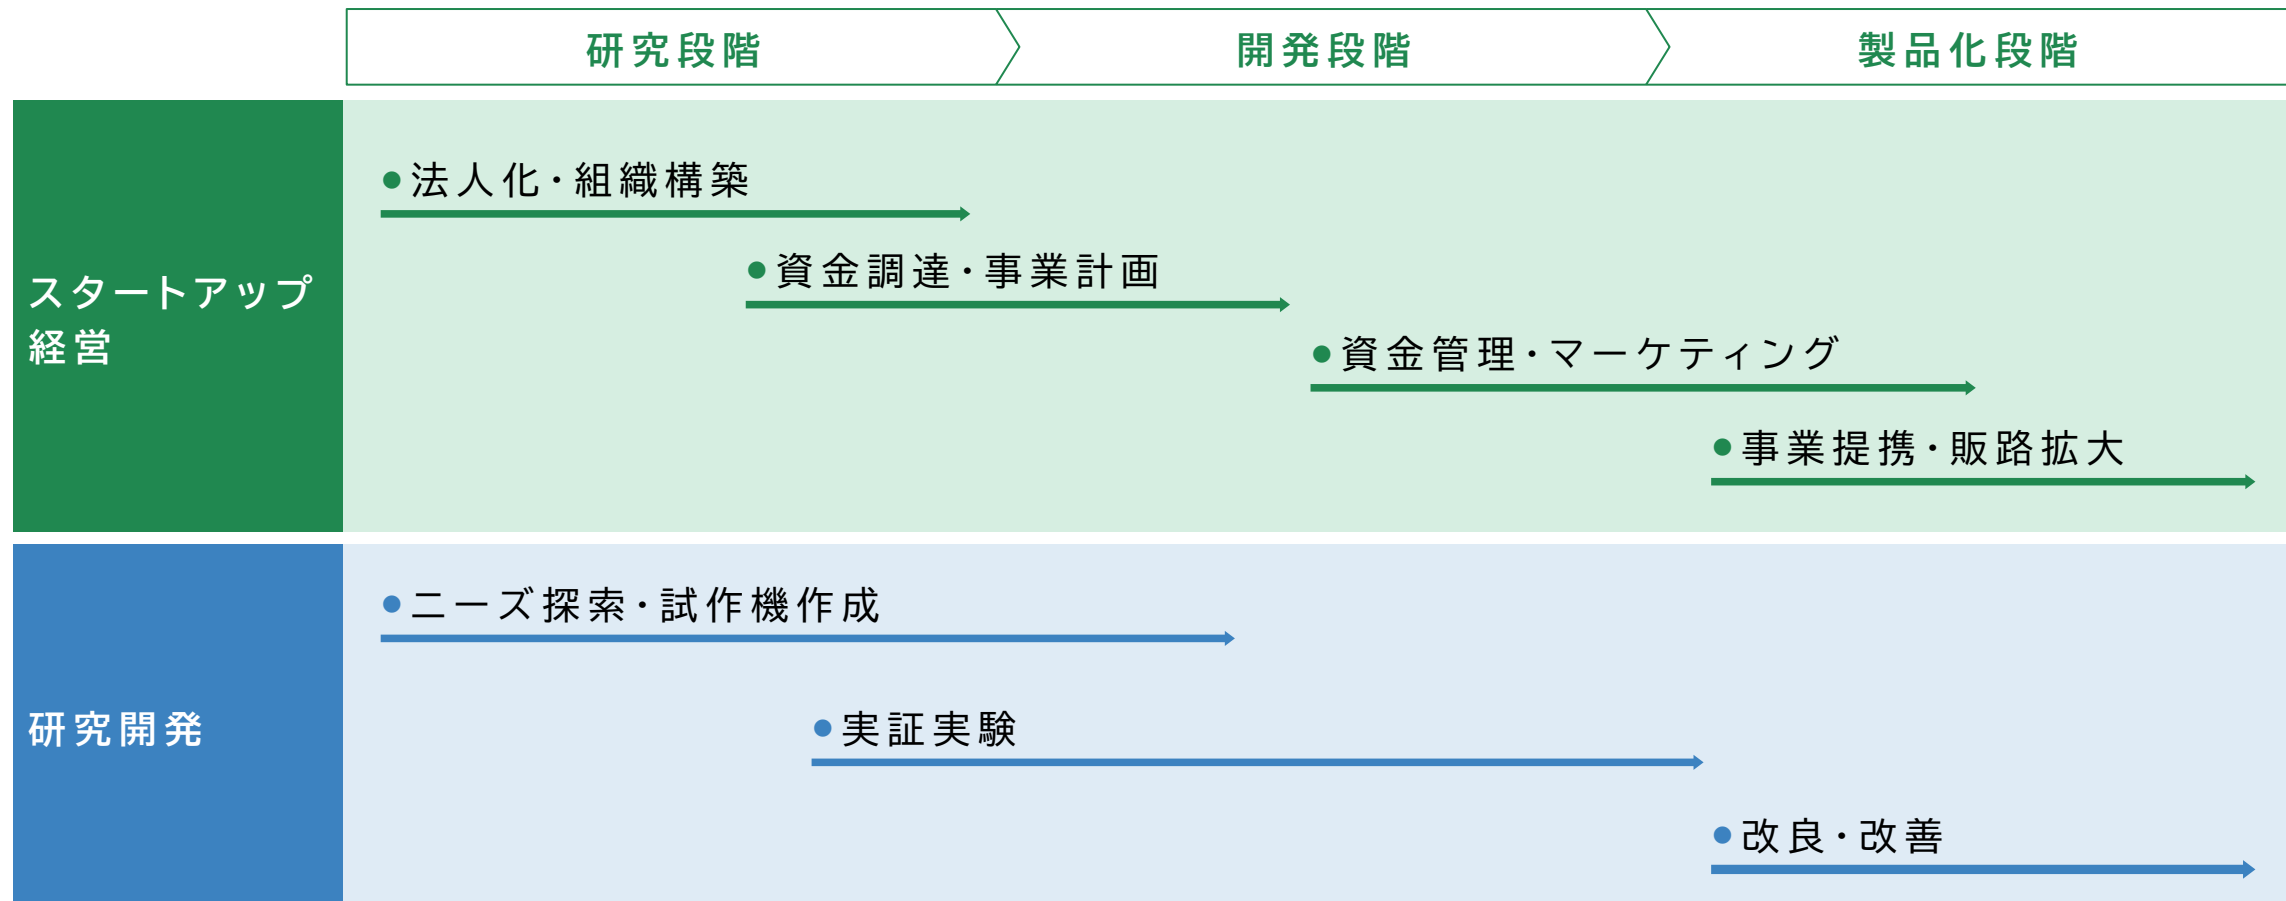 研究段階
開発段階
製品化段階
スタートアップ
経営
●法人化・組織構築
●資金調達・事業計画
●資金管理・マーケティング
●事業提携・販路拡大
研究開発
●ニーズ探索・試作機作成
●実証実験
●改良・改善